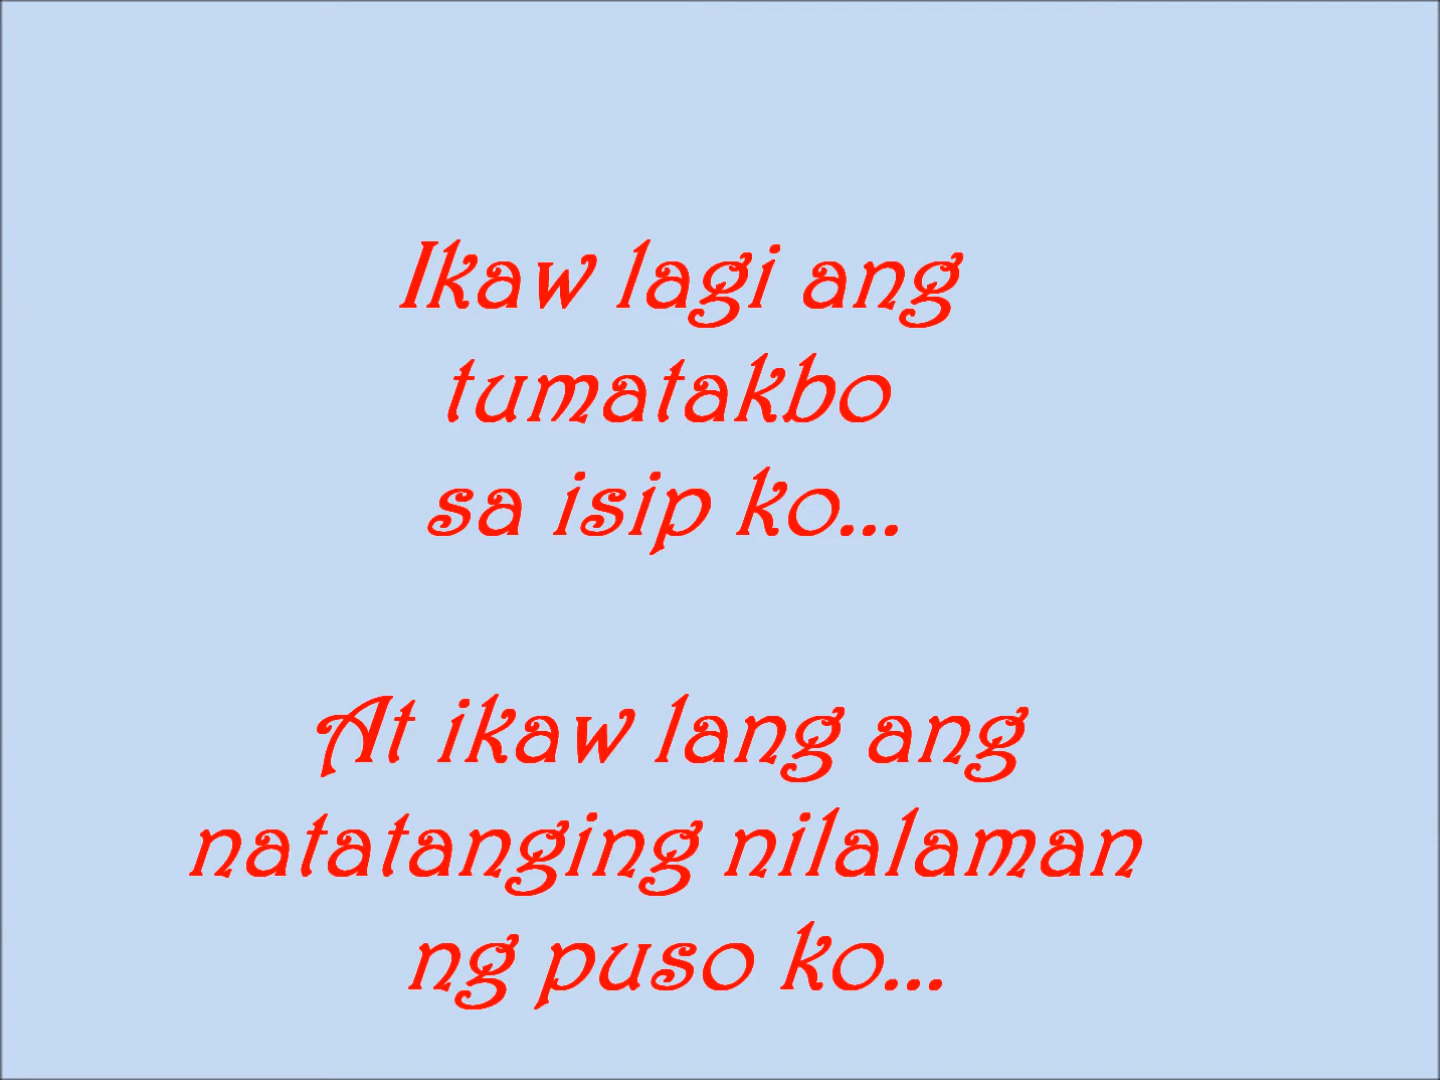 Ikaw lagi ang
tumatakbo
sa isip ko...
At ikaw lang ang
natatanging nilalaman
ng puso ko...